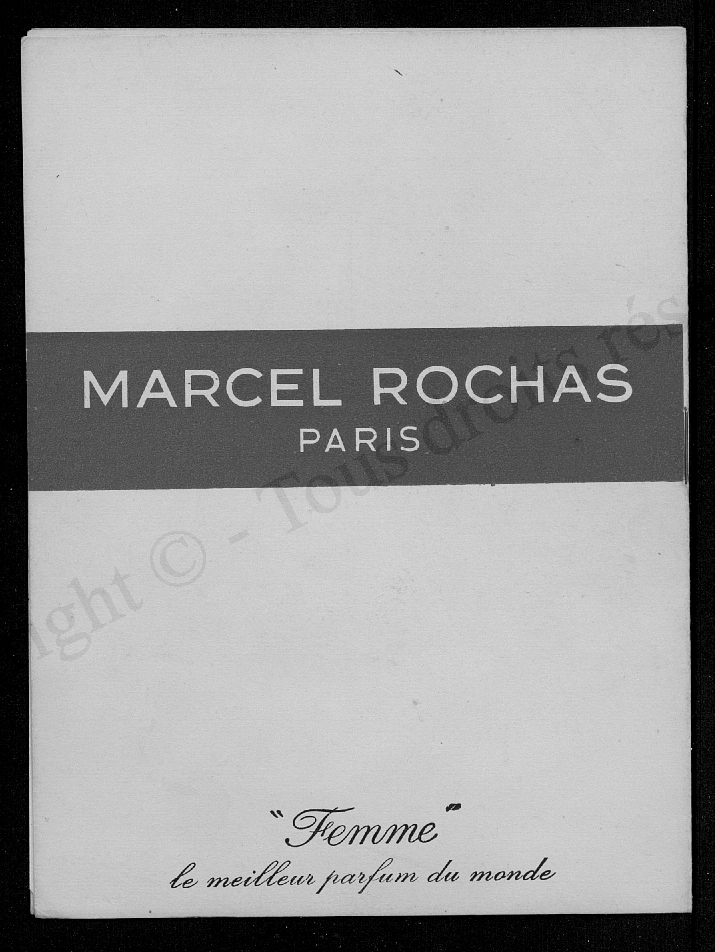 MARCEL ROCHAS
PARIS
"Femme"
le meilleur parfum du monde
ight © - Tous droits rés